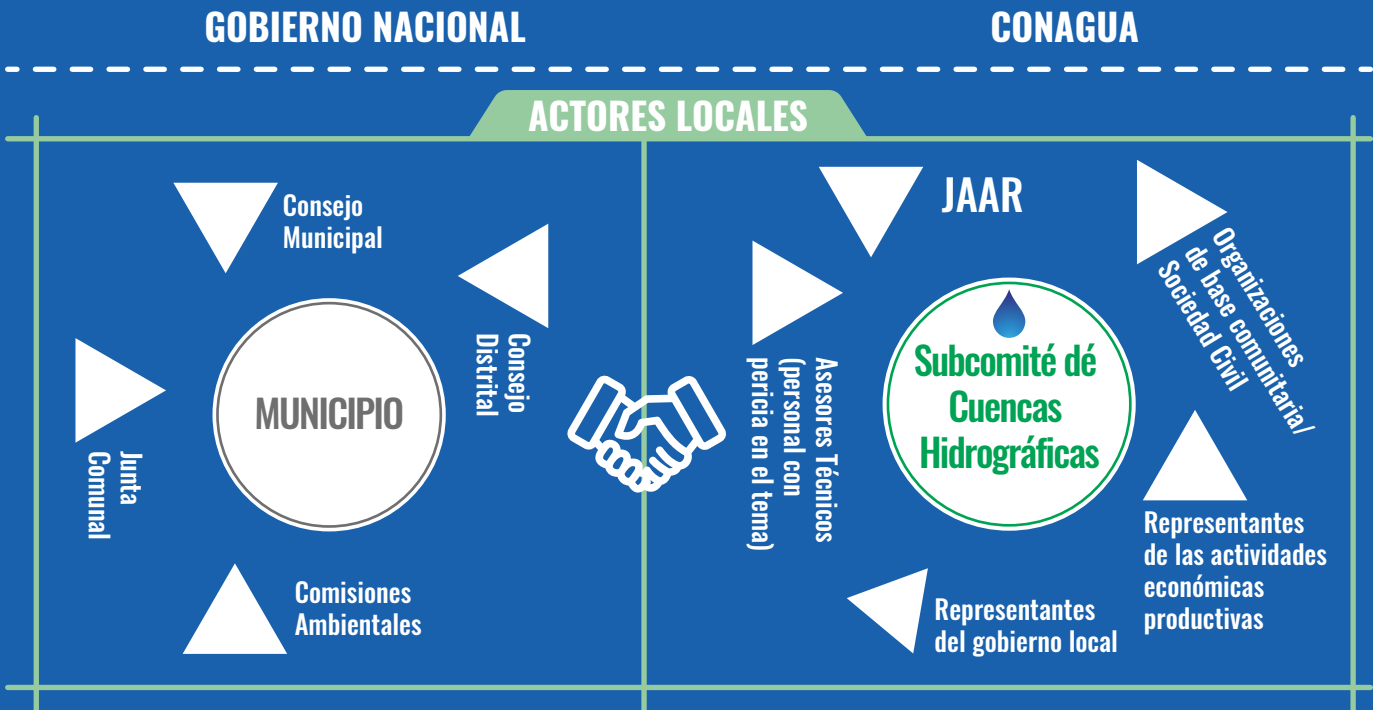 GOBIERNO NACIONAL
CONAGUA
ACTORES LOCALES
Consejo
Municipal
Consejo
Distrital
MUNICIPIO
Junta
Comunal
Comisiones
Ambientales
JAAR
Organizaciones
de base comunitaria/
Sociedad Civil
Asesores Técnicos
(personal con
pericia en el tema)
Subcomité dé
Cuencas
Hidrográficas
Representantes
de las actividades
económicas
productivas
Representantes
del gobierno local